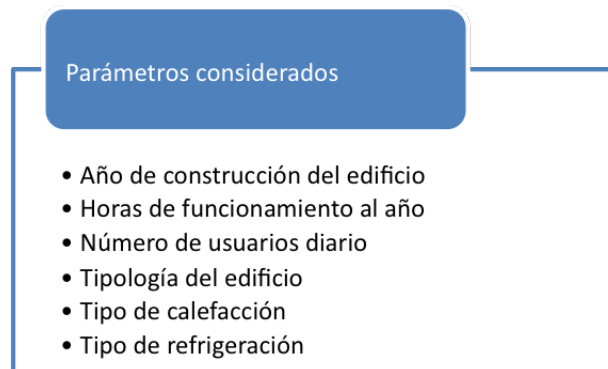 Parámetros considerados
• Año de construcción del edificio
• Horas de funcionamiento al año
• Número de usuarios diario
• Tipología del edificio
• Tipo de calefacción
• Tipo de refrigeración